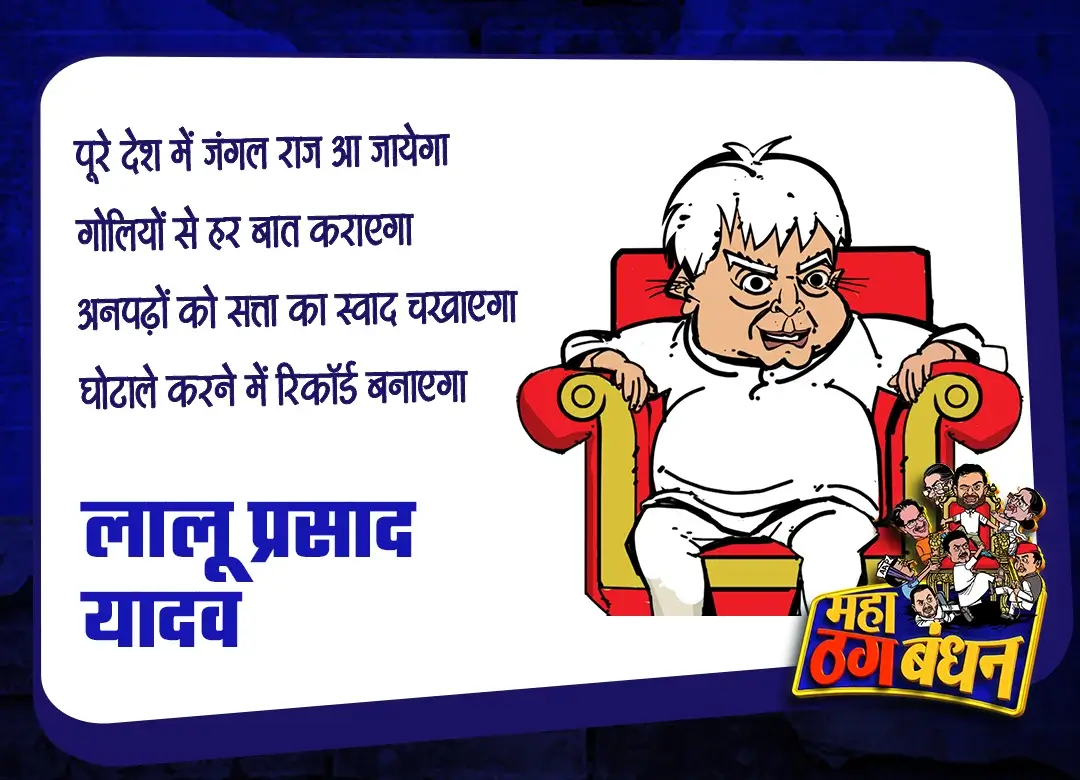 पूरे देश में जंगल राज आ जायेगा
गोलियों से हर बात कराएगा
अनपढ़ों को सत्ता का स्वाद चखाएगा
घोटाले करने में रिकॉर्ड बनाएगा
लालू प्रसाद
यादव
महा
ठग बंधन